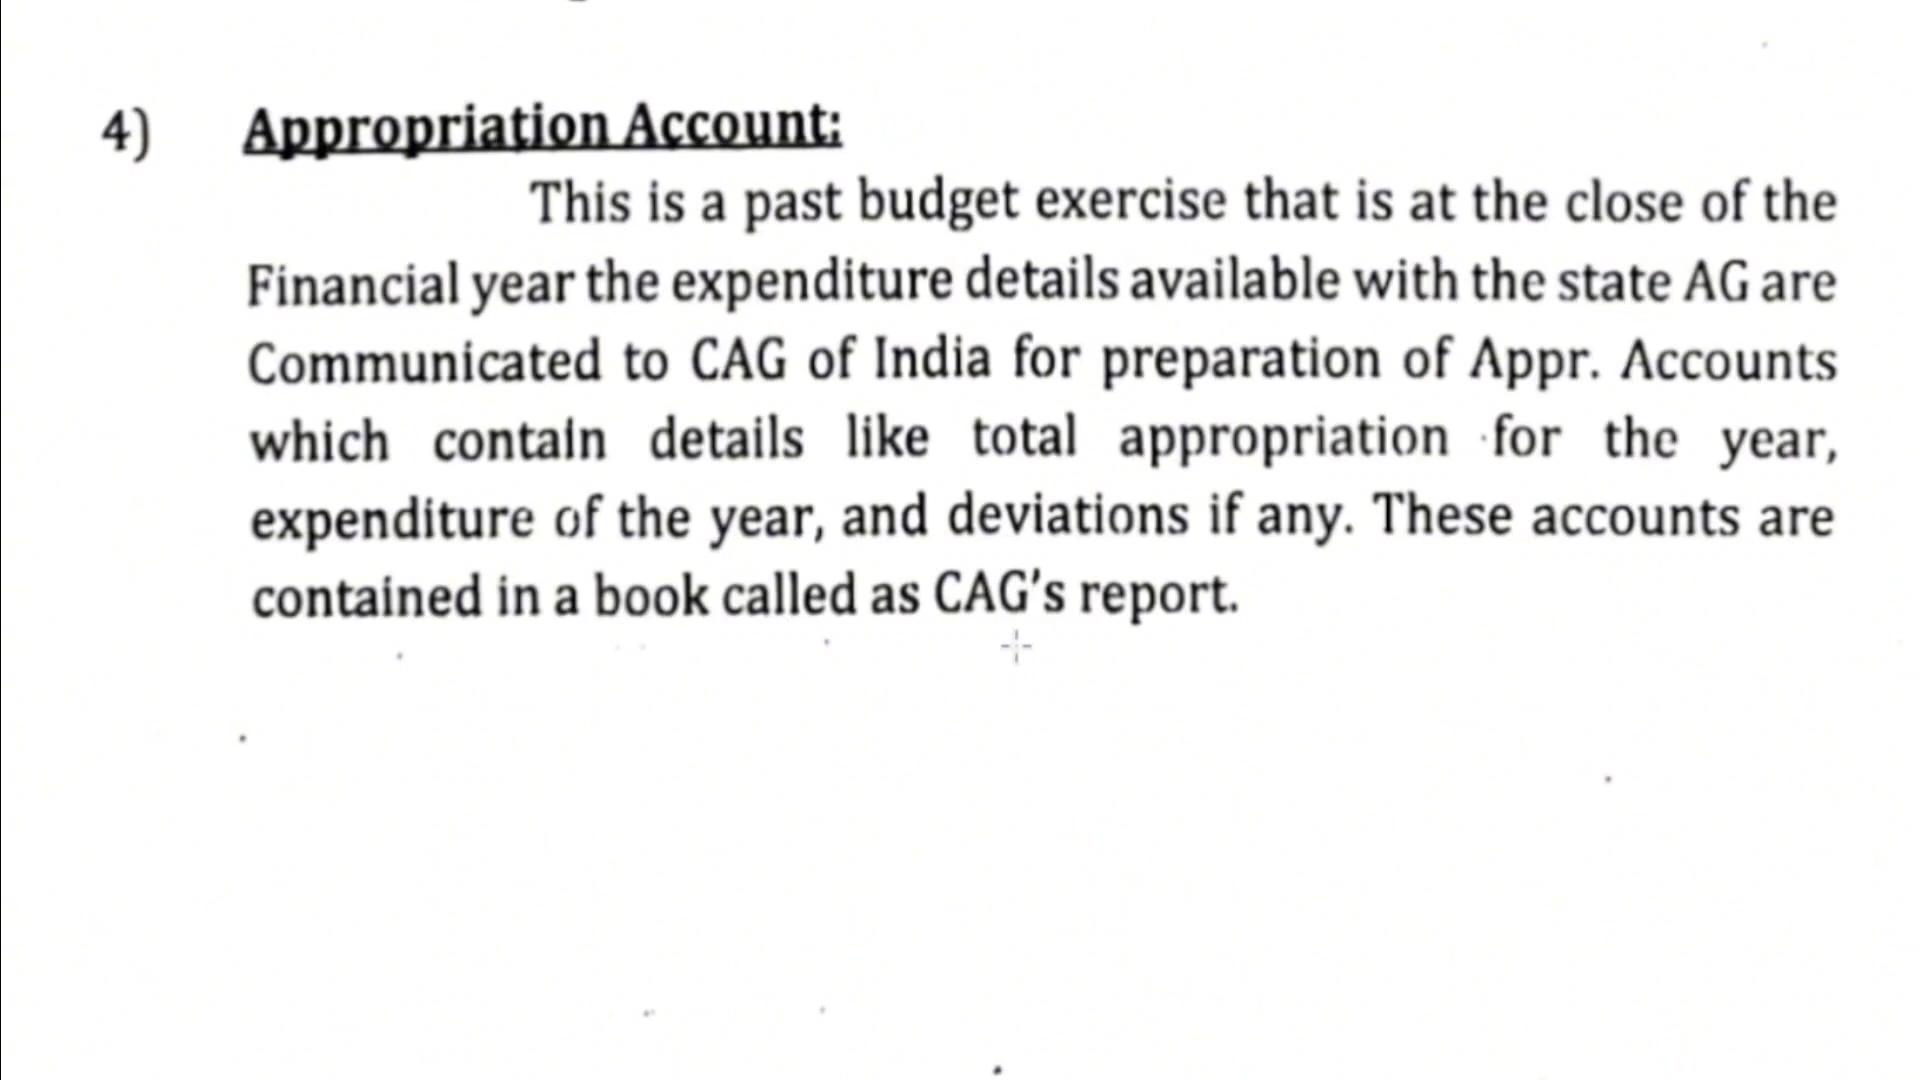 4) Appropriation Account:
This is a past budget exercise that is at the close of the
Financial year the expenditure details available with the state AG are
Communicated to CAG of India for preparation of Appr. Accounts
which contain details like total appropriation for the year,
expenditure of the year, and deviations if any. These accounts are
contained in a book called as CAG's report.